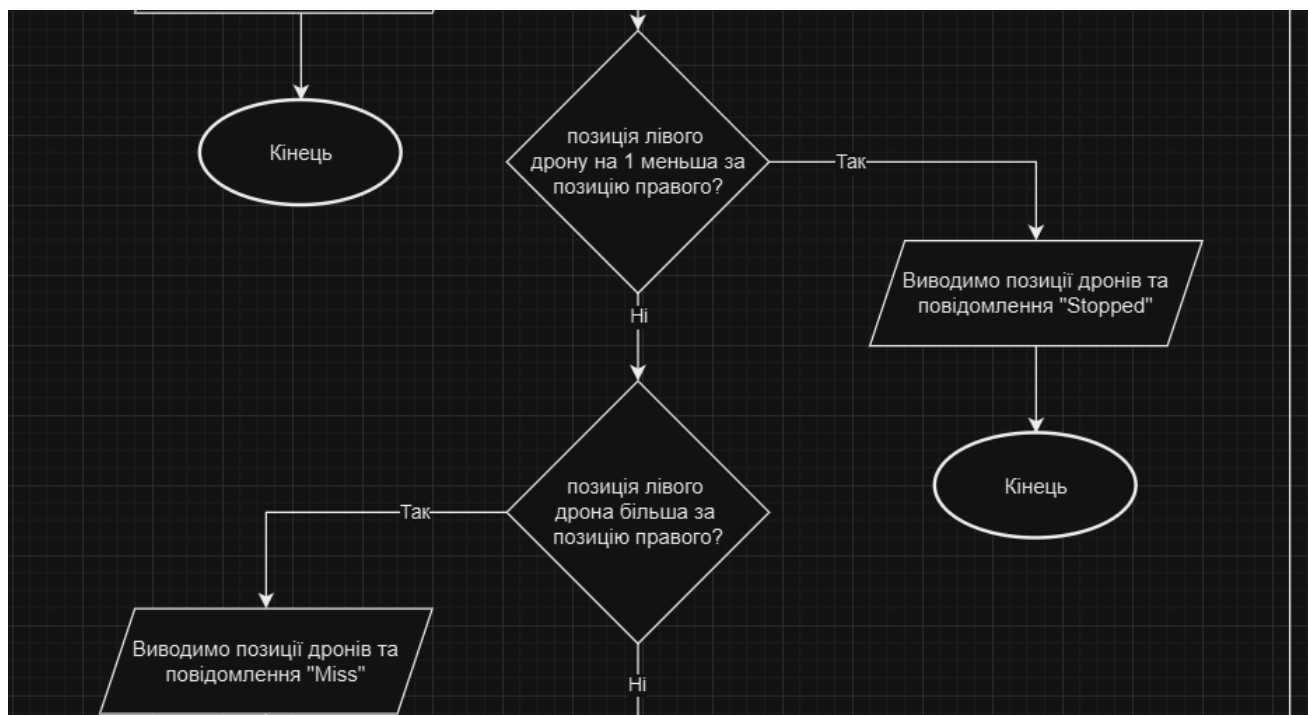 Кінець
позиція лівого
дрону на 1 меньша за
позицію правого?
Так
Виводимо позиції дронів та
повідомлення "Stopped"
Ні
Кінець
позиція лівого
дрона більша за
позицію правого?
Так
Виводимо позиції дронів та
повідомлення "Miss"
Ні